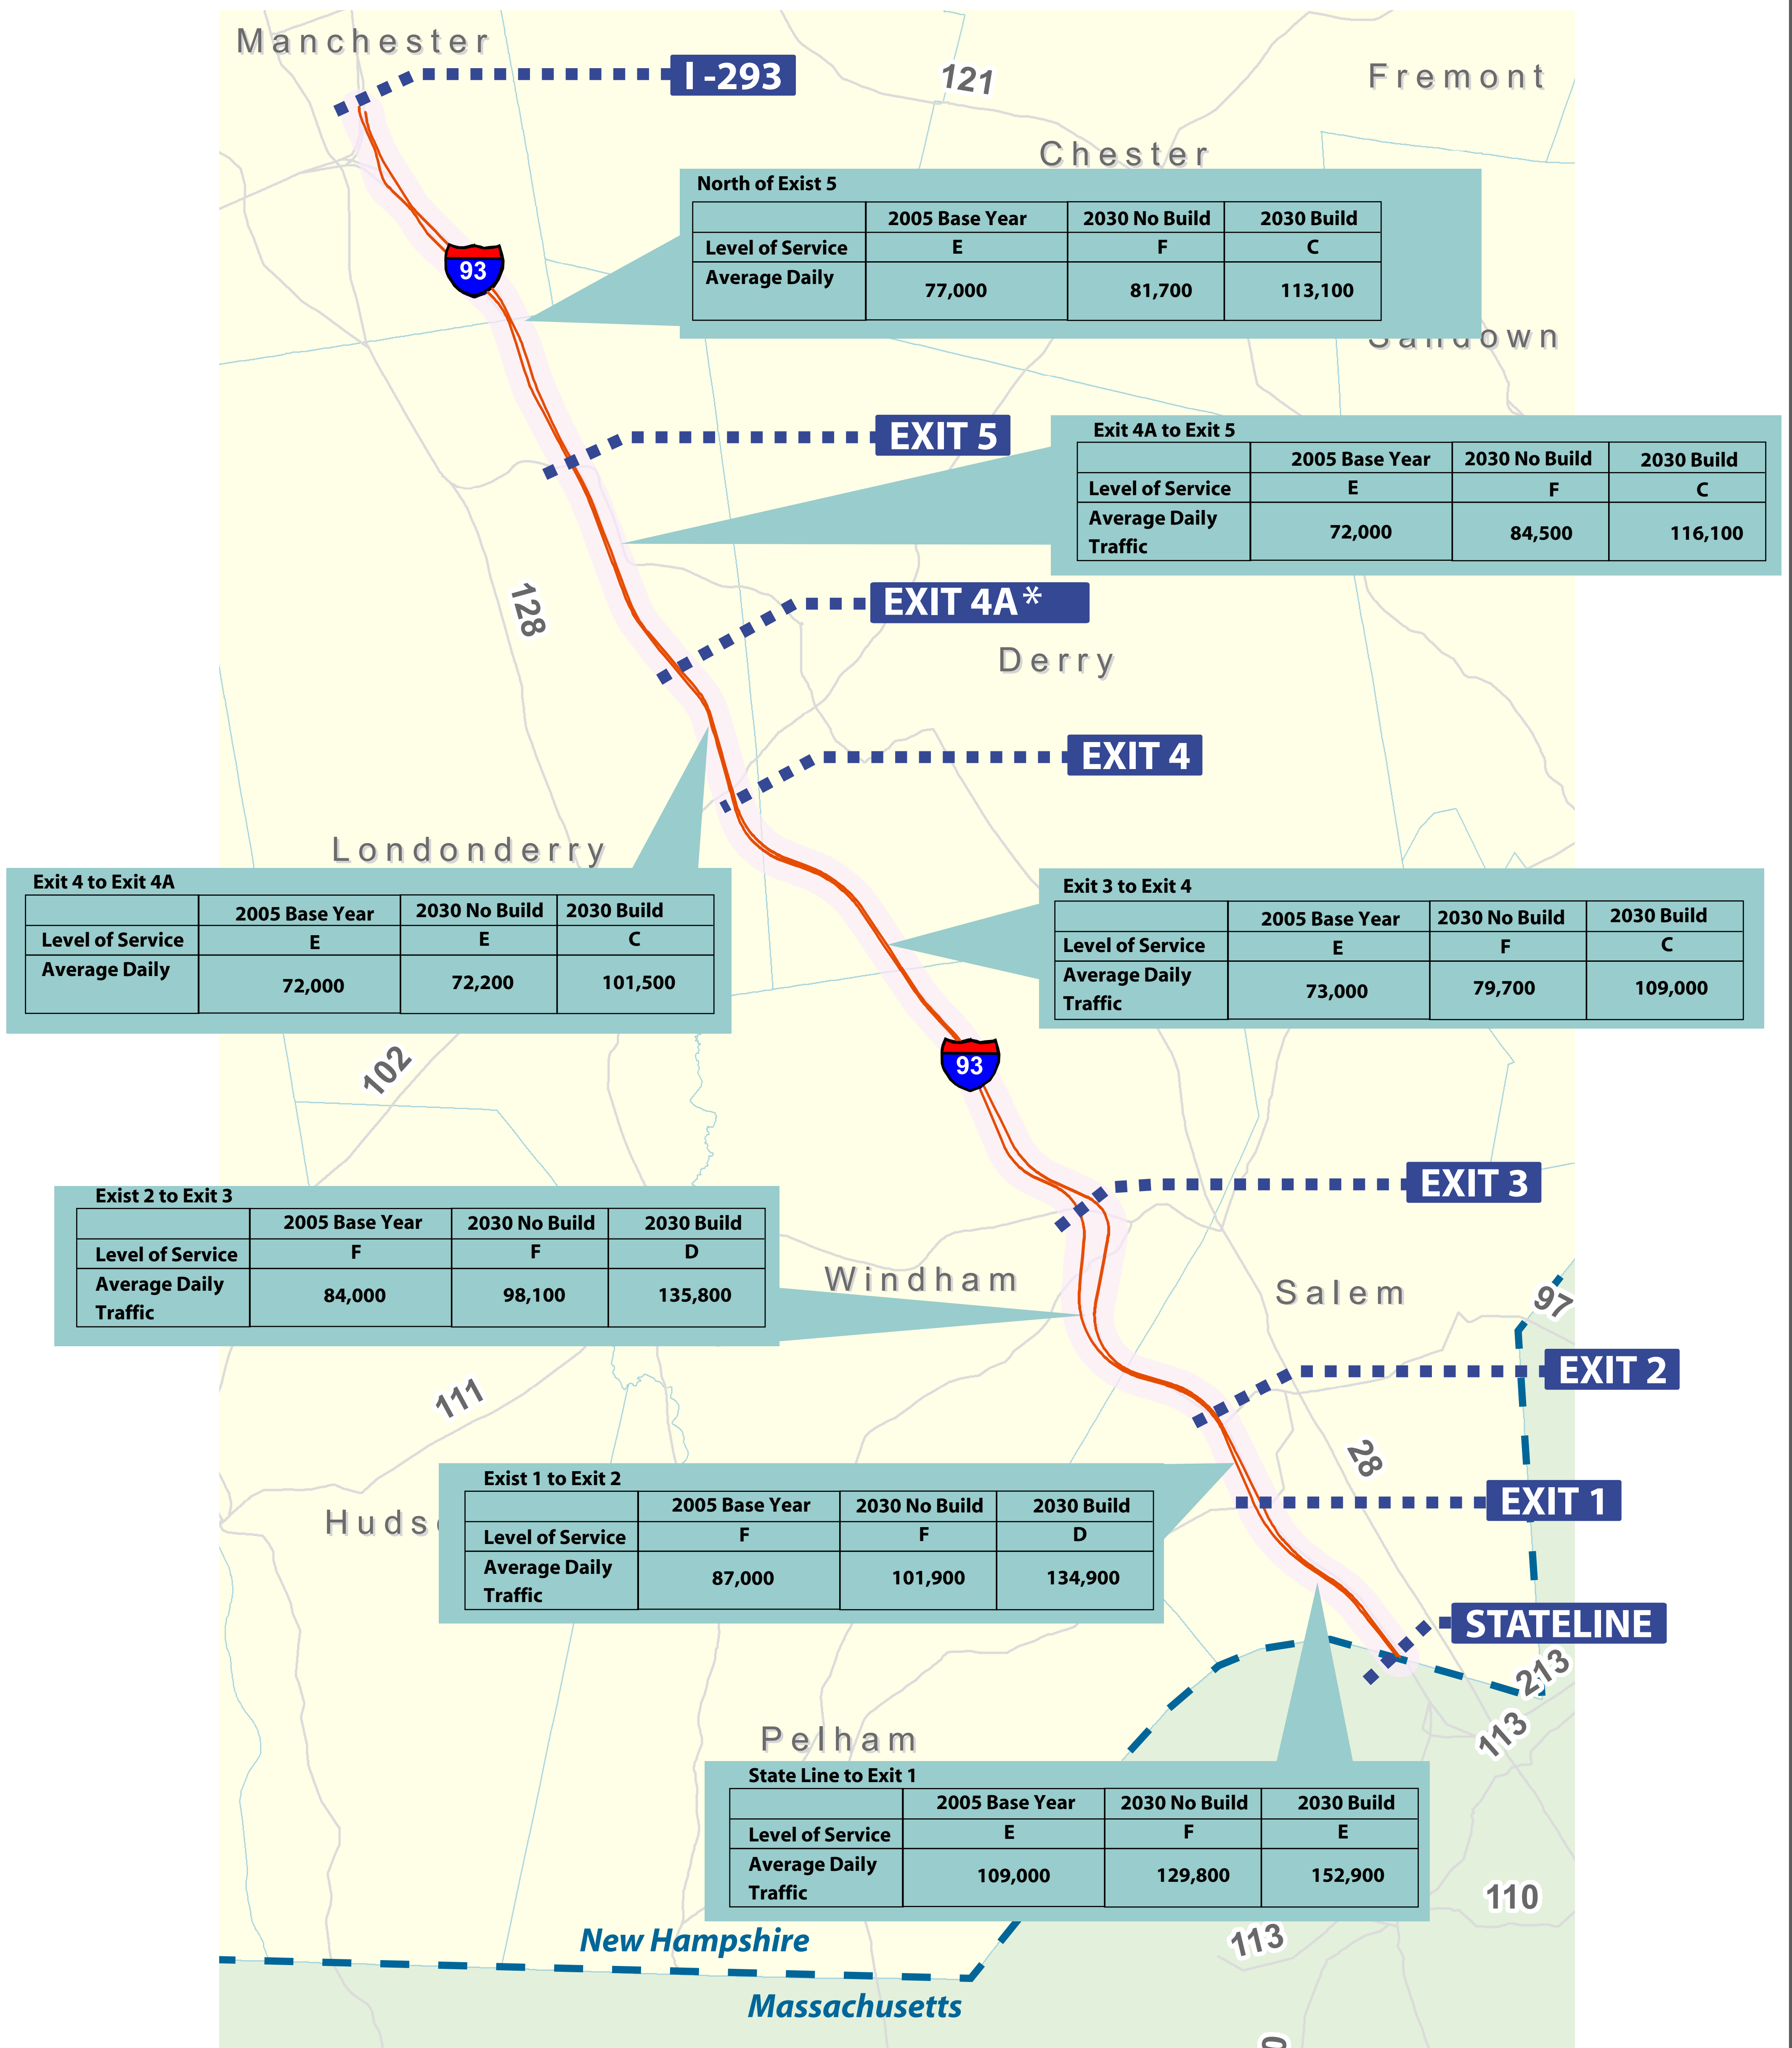 Manchester
I -293
121
Fremont
Chester
North of Exist 5
2005 Base Year 2030 No Build 2030 Build
Level of Service E F C
Average Daily 77,000 81,700 113,100
93
Sandown
EXIT 5
Exit 4A to Exit 5
2005 Base Year 2030 No Build 2030 Build
Level of Service E F C
Average Daily
Traffic 72,000 84,500 116,100
128
EXIT 4A*
Derry
EXIT 4
Londonderry
Exit 4 to Exit 4A
2005 Base Year 2030 No Build 2030 Build
Level of Service E E C
Average Daily 72,000 72,200 101,500
Exit 3 to Exit 4
2005 Base Year 2030 No Build 2030 Build
Level of Service E F C
Average Daily
Traffic 73,000 79,700 109,000
102
93
EXIT 3
Exist 2 to Exit 3
2005 Base Year 2030 No Build 2030 Build
Level of Service F F D
Average Daily
Traffic 84,000 98,100 135,800
Windham
Salem
97
EXIT 2
111
28
Exist 1 to Exit 2
2005 Base Year 2030 No Build 2030 Build
Level of Service F F D
Average Daily
Traffic 87,000 101,900 134,900
EXIT 1
Huds
STATELINE
213
113
Pelham
State Line to Exit 1
2005 Base Year 2030 No Build 2030 Build
Level of Service E F E
Average Daily
Traffic 109,000 129,800 152,900
110
113
New Hampshire
Massachusetts